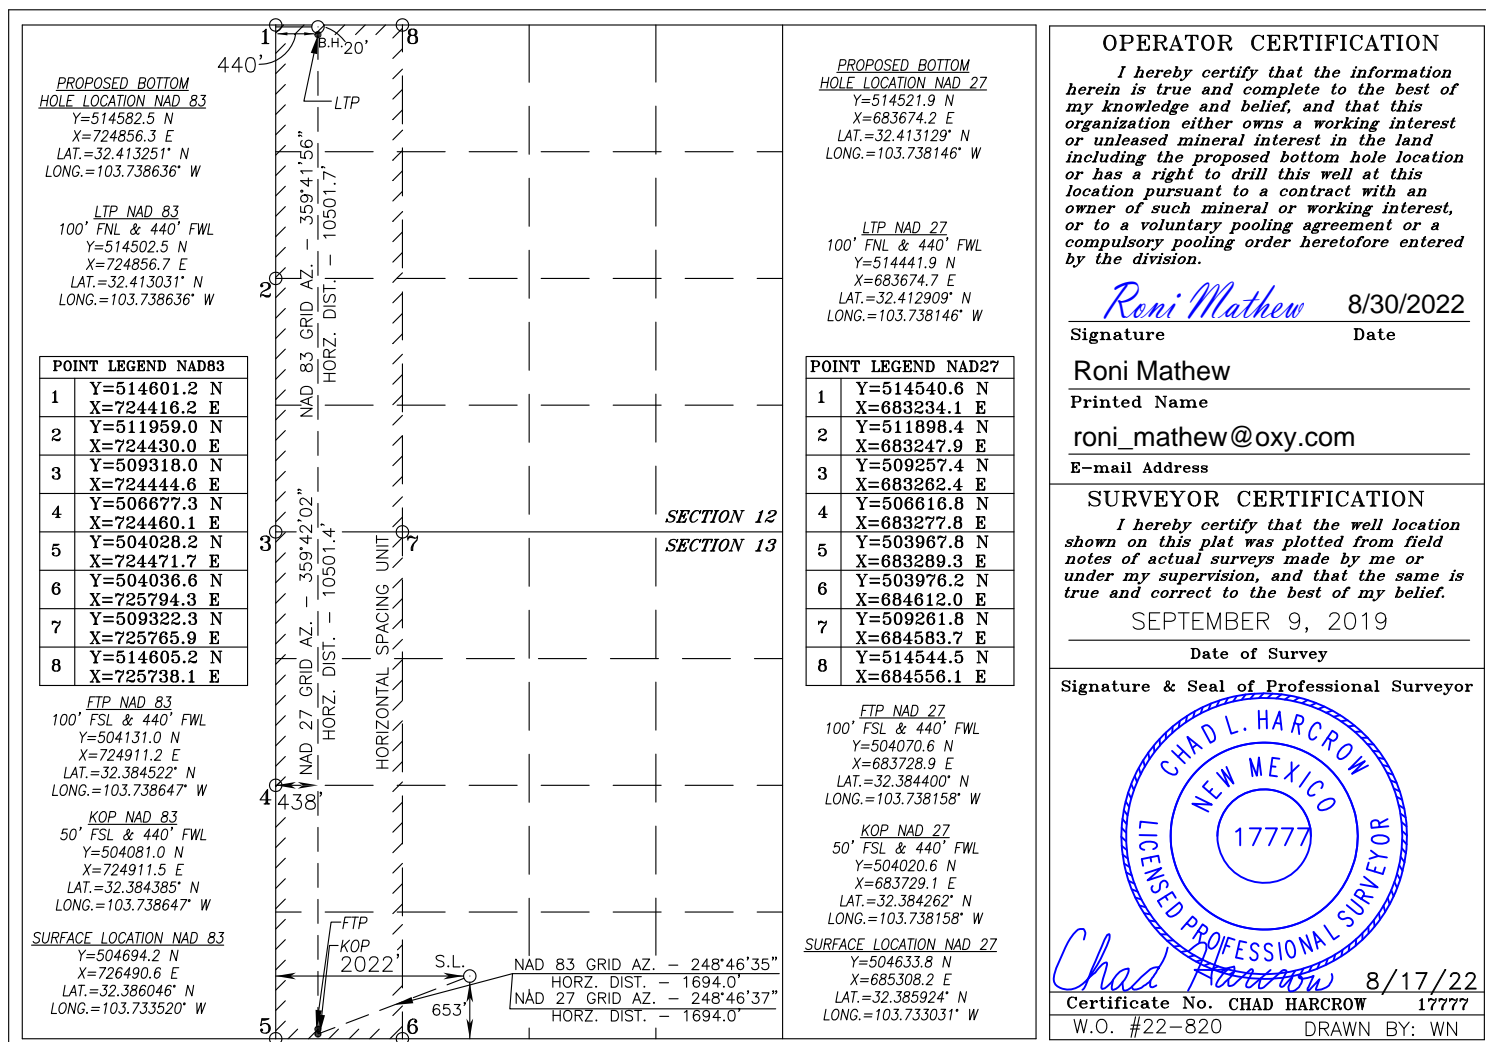 1
8
440'
B.H.
20'
LTP
PROPOSED BOTTOM
HOLE LOCATION NAD 83
Y=514582.5 N
X=724856.3 E
LAT.=32.413251° N
LONG.=103.738636° W
LTP NAD 83
100' FNL & 440' FWL
Y=514502.5 N
X=724856.7 E
LAT.=32.413031° N
LONG.=103.738636° W
POINT LEGEND NAD83
1 Y=514601.2 N
X=724416.2 E
2 Y=511959.0 N
X=724430.0 E
3 Y=509318.0 N
X=724444.6 E
4 Y=506677.3 N
X=724460.1 E
5 Y=504028.2 N
X=724471.7 E
6 Y=504036.6 N
X=725794.3 E
7 Y=509322.3 N
X=725765.9 E
8 Y=514605.2 N
X=725738.1 E
FTP NAD 83
100' FSL & 440' FWL
Y=504131.0 N
X=724911.2 E
LAT.=32.384522° N
LONG.=103.738647° W
KOP NAD 83
50' FSL & 440' FWL
Y=504081.0 N
X=724911.5 E
LAT.=32.384385° N
LONG.=103.738647° W
SURFACE LOCATION NAD 83
Y=504694.2 N
X=726490.6 E
LAT.=32.386046° N
LONG.=103.733520° W
NAD 83 GRID AZ. - 359°41'56"
HORZ. DIST. - 10501.7'
2
3
7
NAD 27 GRID AZ. - 359°42'02"
HORZ. DIST. - 10501.4'
HORIZONTAL SPACING UNIT
SECTION 12
SECTION 13
4
438'
FTP
KOP
2022'
S.L.
653'
NAD 83 GRID AZ. - 248°46'35"
HORZ. DIST. - 1694.0'
NAD 27 GRID AZ. - 248°46'37"
HORZ. DIST. - 1694.0'
5
6
PROPOSED BOTTOM
HOLE LOCATION NAD 27
Y=514521.9 N
X=683674.2 E
LAT.=32.413129° N
LONG.=103.738146° W
LTP NAD 27
100' FNL & 440' FWL
Y=514441.9 N
X=683674.7 E
LAT.=32.412909° N
LONG.=103.738146° W
POINT LEGEND NAD27
1 Y=514540.6 N
X=683234.1 E
2 Y=511898.4 N
X=683247.9 E
3 Y=509257.4 N
X=683262.4 E
4 Y=506616.8 N
X=683277.8 E
5 Y=503967.8 N
X=683289.3 E
6 Y=503976.2 N
X=684612.0 E
7 Y=509261.8 N
X=684583.7 E
8 Y=514544.5 N
X=684556.1 E
FTP NAD 27
100' FSL & 440' FWL
Y=504070.6 N
X=683728.9 E
LAT.=32.384400° N
LONG.=103.738158° W
KOP NAD 27
50' FSL & 440' FWL
Y=504020.6 N
X=683729.1 E
LAT.=32.384262° N
LONG.=103.738158° W
SURFACE LOCATION NAD 27
Y=504633.8 N
X=685308.2 E
LAT.=32.385924° N
LONG.=103.733031° W
OPERATOR CERTIFICATION
I hereby certify that the information
herein is true and complete to the best of
my knowledge and belief, and that this
organization either owns a working interest
or unleased mineral interest in the land
including the proposed bottom hole location
or has a right to drill this well at this
location pursuant to a contract with an
owner of such mineral or working interest,
or to a voluntary pooling agreement or a
compulsory pooling order heretofore entered
by the division.
Roni Mathew 8/30/2022
Signature Date
Roni Mathew
Printed Name
roni_mathew@oxy.com
E-mail Address
SURVEYOR CERTIFICATION
I hereby certify that the well location
shown on this plat was plotted from field
notes of actual surveys made by me or
under my supervision, and that the same is
true and correct to the best of my belief.
SEPTEMBER 9, 2019
Date of Survey
Signature & Seal of Professional Surveyor
CHAD L. HARCROW
NEW MEXICO
17777
LICENSED PROFESSIONAL SURVEYOR
Chad Harcrow 8/17/22
Certificate No. CHAD HARCROW 17777
W.O. #22-820 DRAWN BY: WN